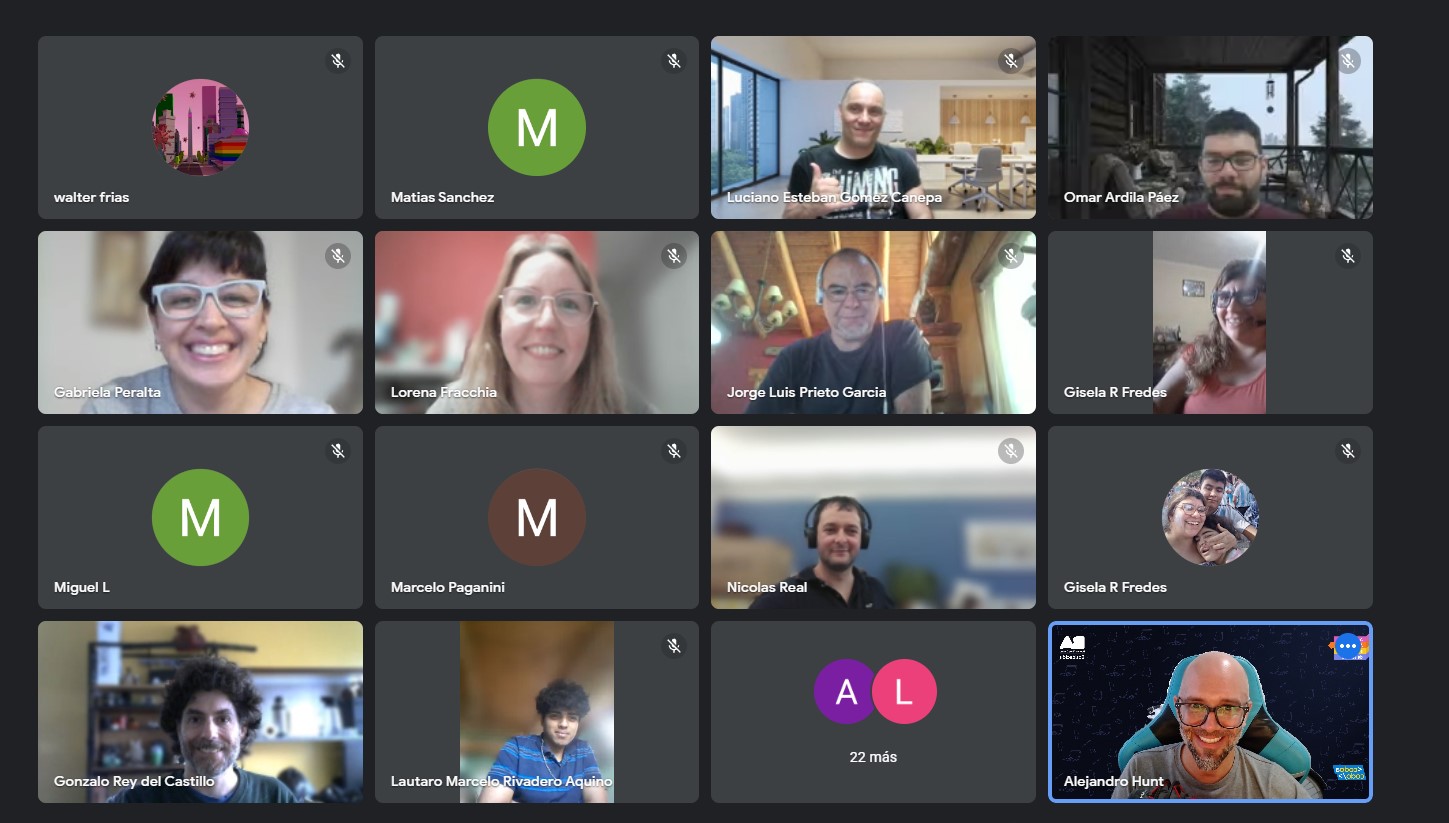 walter frias
M
Matias Sanchez
Luciano Esteban Gomez Canepa
Omar Ardila Páez
Gabriela Peralta
Lorena Fracchia
Jorge Luis Prieto Garcia
Gisela R Fredes
M
Miguel L
M
Marcelo Paganini
Nicolas Real
Gisela R Fredes
Gonzalo Rey del Castillo
Lautaro Marcelo Rivadero Aquino
A
L
22 más
Alejandro Hunt